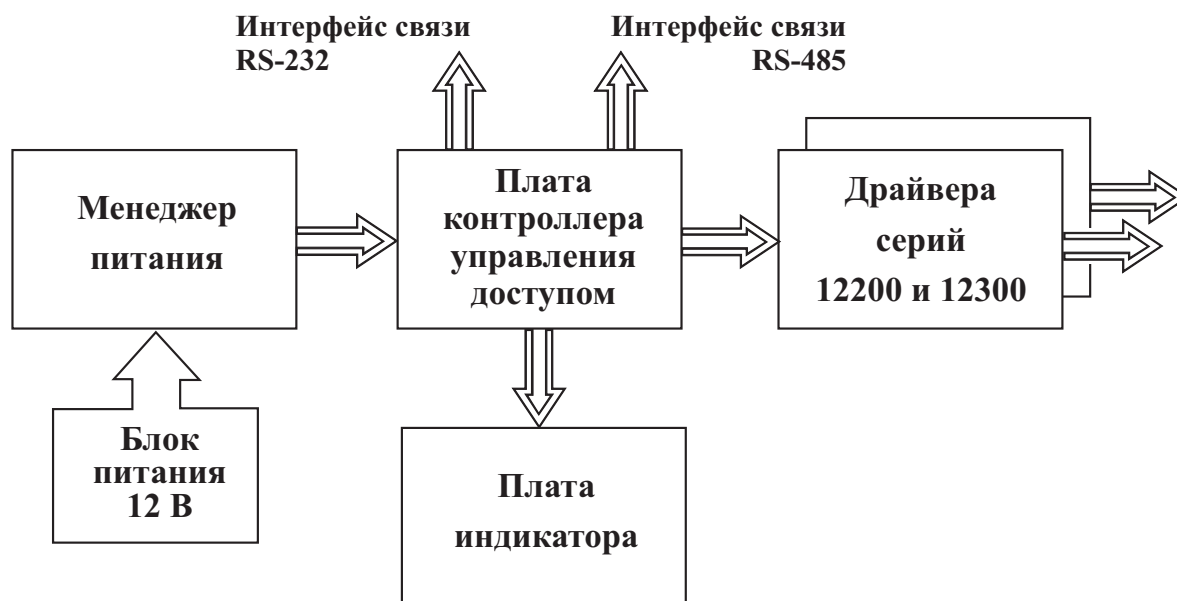 Интерфейс связи
RS-232
Интерфейс связи
RS-485
Менеджер
питания
Плата
контроллера
управления
доступом
Драйвера
серий
12200 и 12300
Блок
питания
12 В
Плата
индикатора